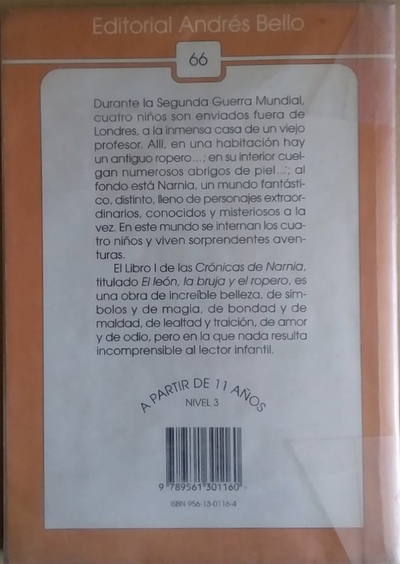 Editorial Andrés Bello
66
Durante la Segunda Guerra Mundial,
cuatro niños son enviados fuera de
Londres, a la inmensa casa de un viejo
profesor. Allí, en una habitación hay
un antiguo ropero...; en su interior cuel-
gan numerosos abrigos de piel...; al
fondo está Narnia, un mundo fantásti-
co, distinto, lleno de personajes extraor-
dinarios, conocidos y misteriosos a la
vez. En este mundo se internan los cua-
tro niños y viven sorprendentes aven-
turas.
El Libro I de las Crónicas de Narnia,
titulado El león, la bruja y el ropero, es
una obra de increíble belleza, de sím-
bolos y de magia, de bondad y de
maldad, de lealtad y traición, de amor
y de odio, pero en la que nada resulta
incomprensible al lector infantil.
A PARTIR DE 11 AÑOS
NIVEL 3
9 789561 301160
ISBN 956-13-0116-4